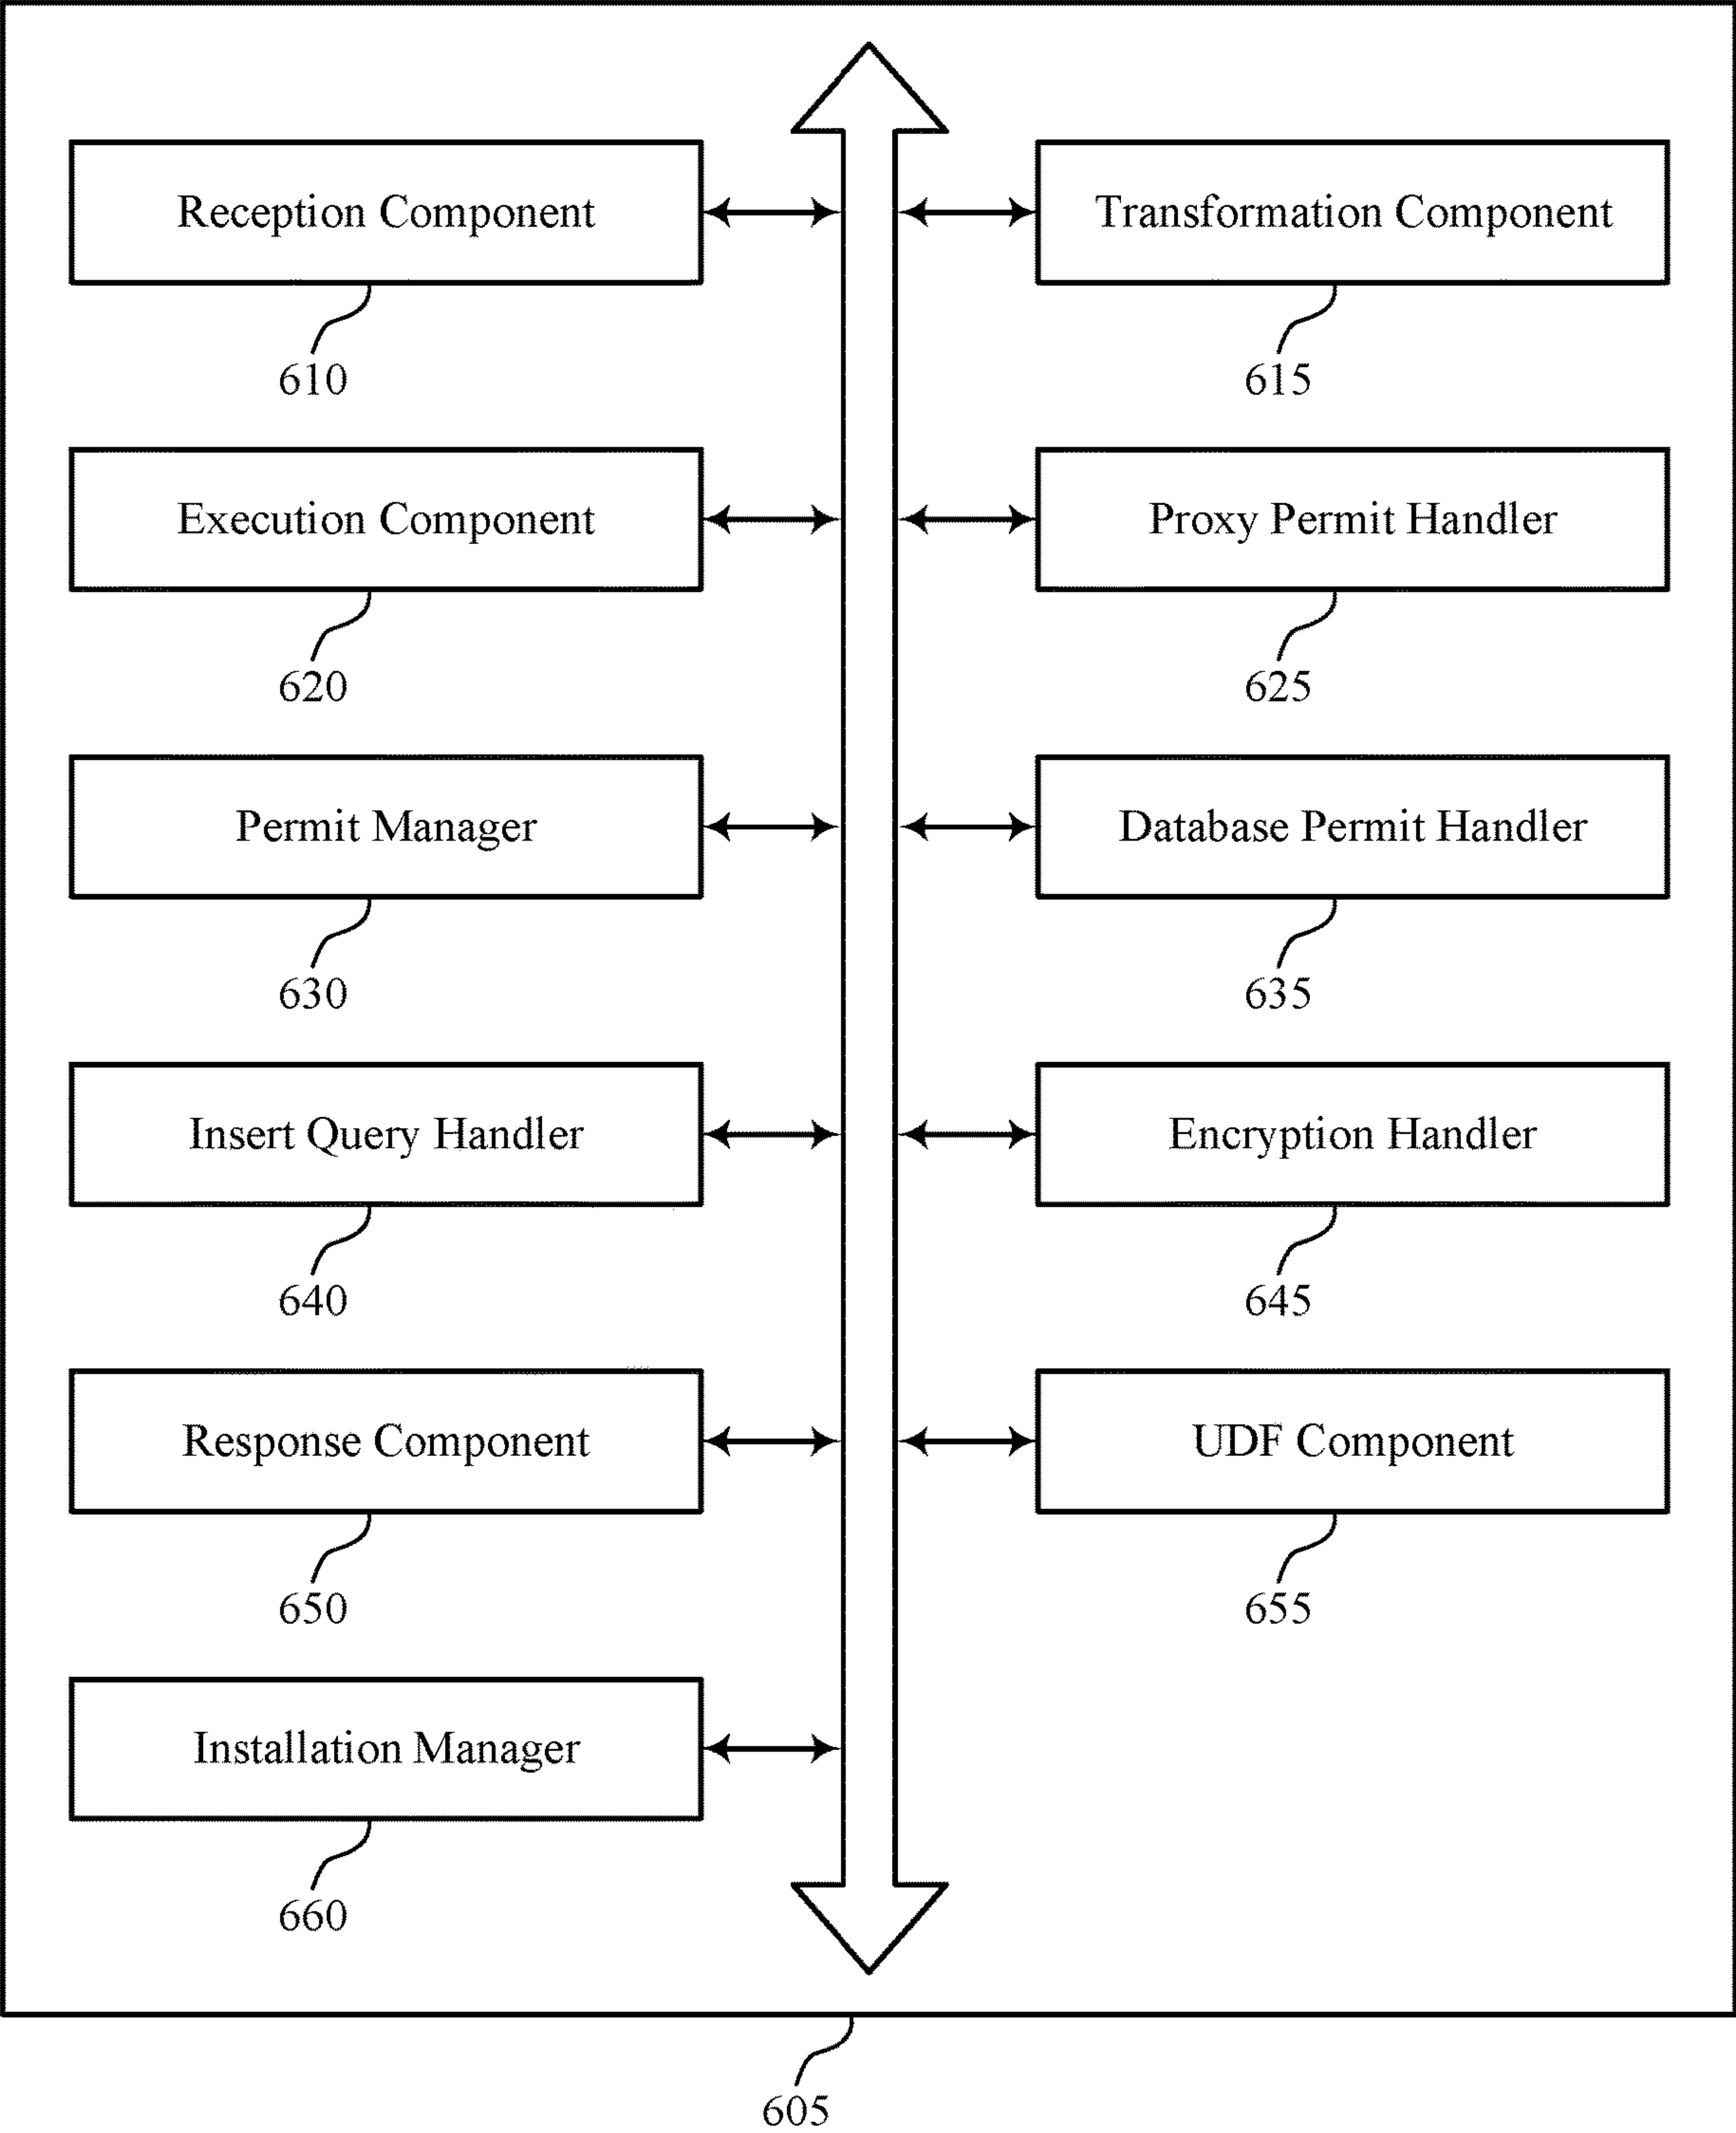 Reception Component
Transformation Component
610
615
Execution Component
Proxy Permit Handler
620
625
Permit Manager
Database Permit Handler
630
635
Insert Query Handler
Encryption Handler
640
645
Response Component
UDF Component
650
655
Installation Manager
660
605